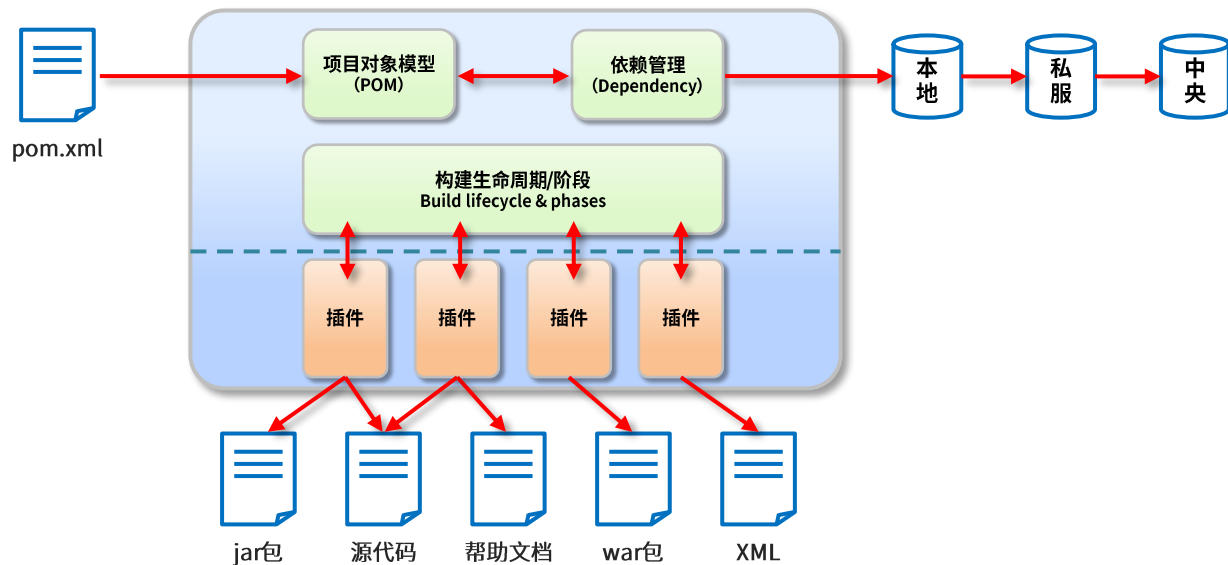 pom.xml
项目对象模型
（POM）
依赖管理
（Dependency）
本
地
私
服
中
央
构建生命周期/阶段
Build lifecycle & phases
插件
插件
插件
插件
jar包
源代码
帮助文档
war包
XML